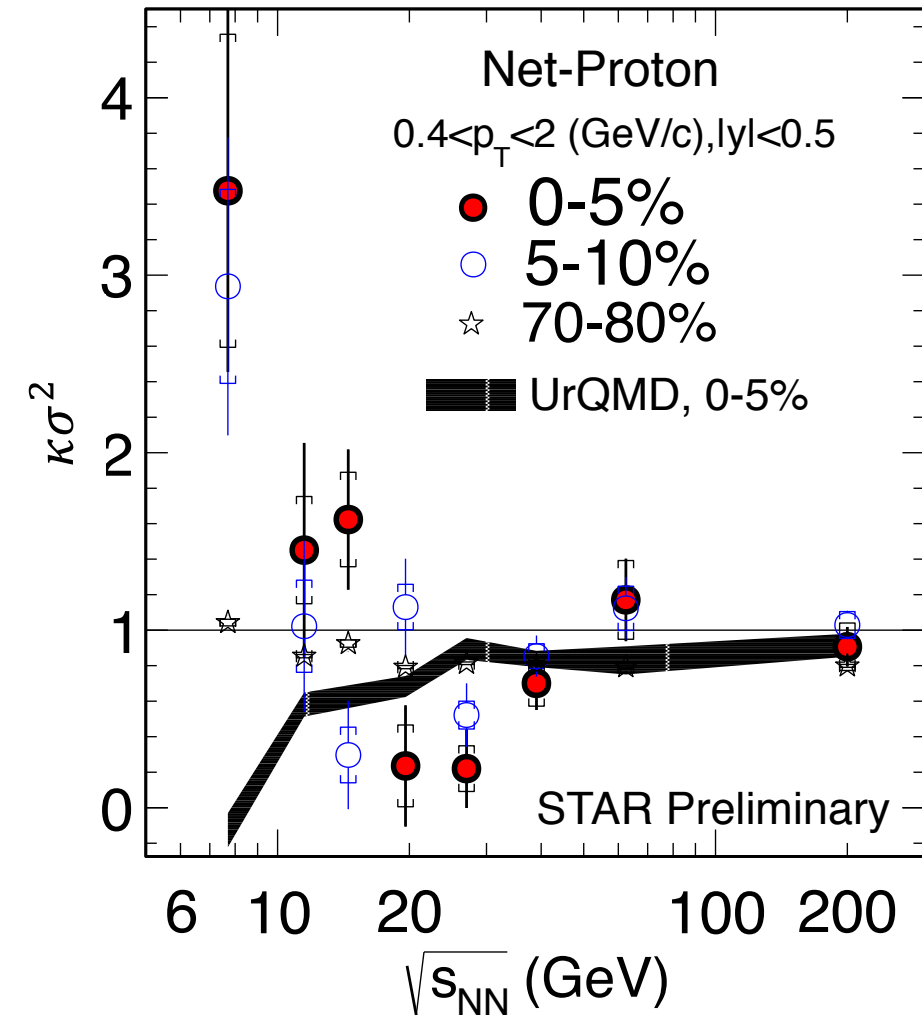 Net-Proton
0.4<p_T<2 (GeV/c),|y|<0.5
0-5%
5-10%
70-80%
UrQMD, 0-5%
STAR Preliminary
κσ²
4
3
2
1
0
6 10 20 100 200
√s_NN (GeV)